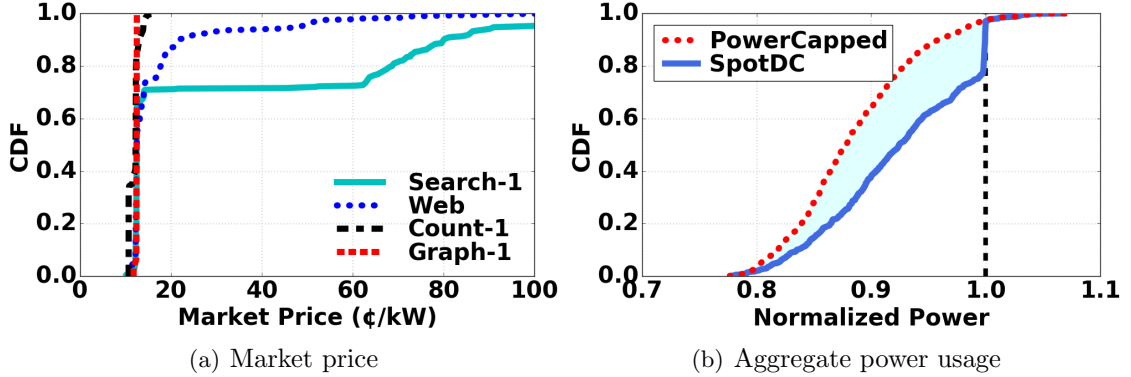 CDF
1.0
0.8
0.6
0.4
0.2
0.0
0
20
40
60
80
100
Market Price (¢/kW)
Search-1
Web
Count-1
Graph-1
(a) Market price
CDF
1.0
0.8
0.6
0.4
0.2
0.0
0.7
0.8
0.9
1.0
1.1
Normalized Power
PowerCapped
SpotDC
(b) Aggregate power usage